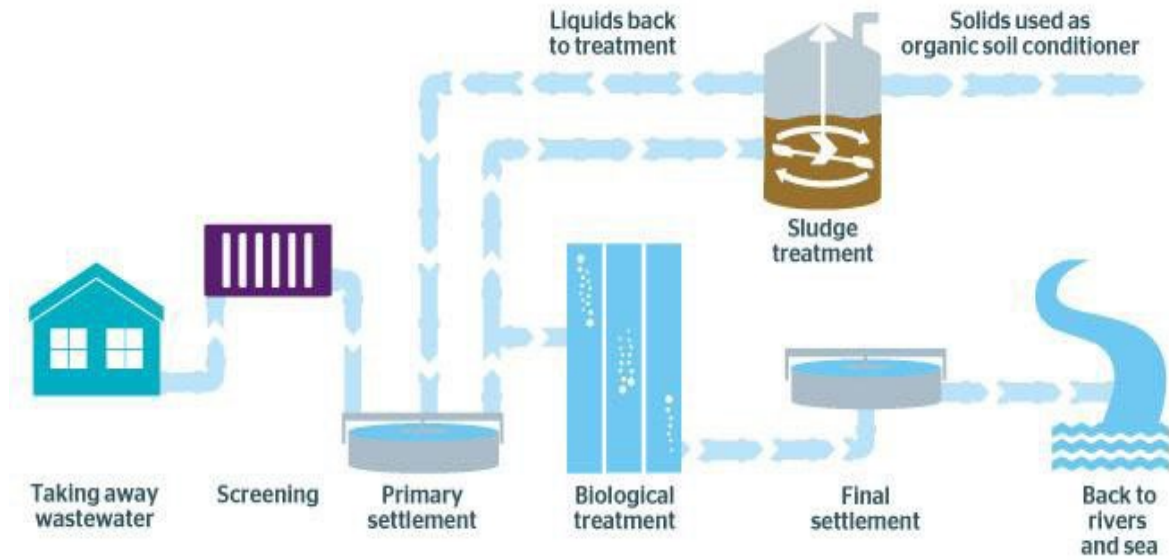 Liquids back
to treatment
Solids used as
organic soil conditioner
Sludge
treatment
Taking away
wastewater
Screening
Primary
settlement
Biological
treatment
Final
settlement
Back to
rivers
and sea